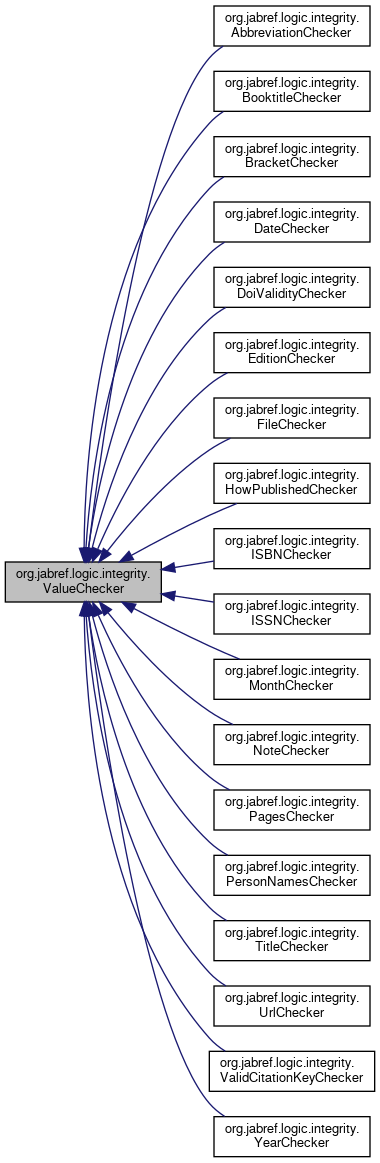 org.jabref.logic.integrity.
AbbreviationChecker
org.jabref.logic.integrity.
BooktitleChecker
org.jabref.logic.integrity.
BracketChecker
org.jabref.logic.integrity.
DateChecker
org.jabref.logic.integrity.
DoiValidityChecker
org.jabref.logic.integrity.
EditionChecker
org.jabref.logic.integrity.
FileChecker
org.jabref.logic.integrity.
HowPublishedChecker
org.jabref.logic.integrity.
ISBNChecker
org.jabref.logic.integrity.
ValueChecker
org.jabref.logic.integrity.
ISSNChecker
org.jabref.logic.integrity.
MonthChecker
org.jabref.logic.integrity.
NoteChecker
org.jabref.logic.integrity.
PagesChecker
org.jabref.logic.integrity.
PersonNamesChecker
org.jabref.logic.integrity.
TitleChecker
org.jabref.logic.integrity.
UrlChecker
org.jabref.logic.integrity.
ValidCitationKeyChecker
org.jabref.logic.integrity.
YearChecker